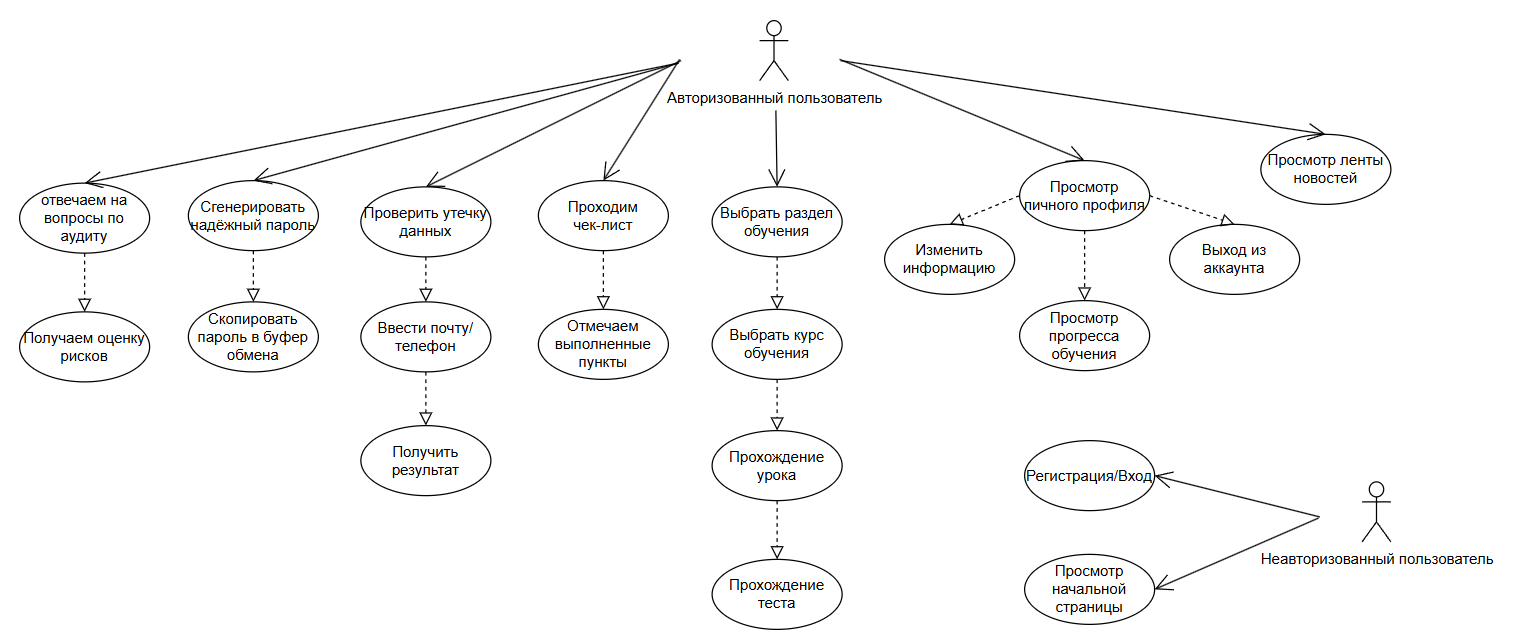 Авторизованный пользователь
отвечаем на
вопросы по
аудиту
Сгенерировать
надёжный пароль
Проверить утечку
данных
Проходим
чек-лист
Выбрать раздел
обучения
Просмотр
личного профиля
Просмотр ленты
новостей
Изменить
информацию
Выход из
аккаунта
Получаем оценку
рисков
Скопировать
пароль в буфер
обмена
Ввести почту/
телефон
Отмечаем
выполненные
пункты
Выбрать курс
обучения
Просмотр
прогресса
обучения
Получить
результат
Прохождение
урока
Регистрация/Вход
Неавторизованный пользователь
Прохождение
теста
Просмотр
начальной
страницы